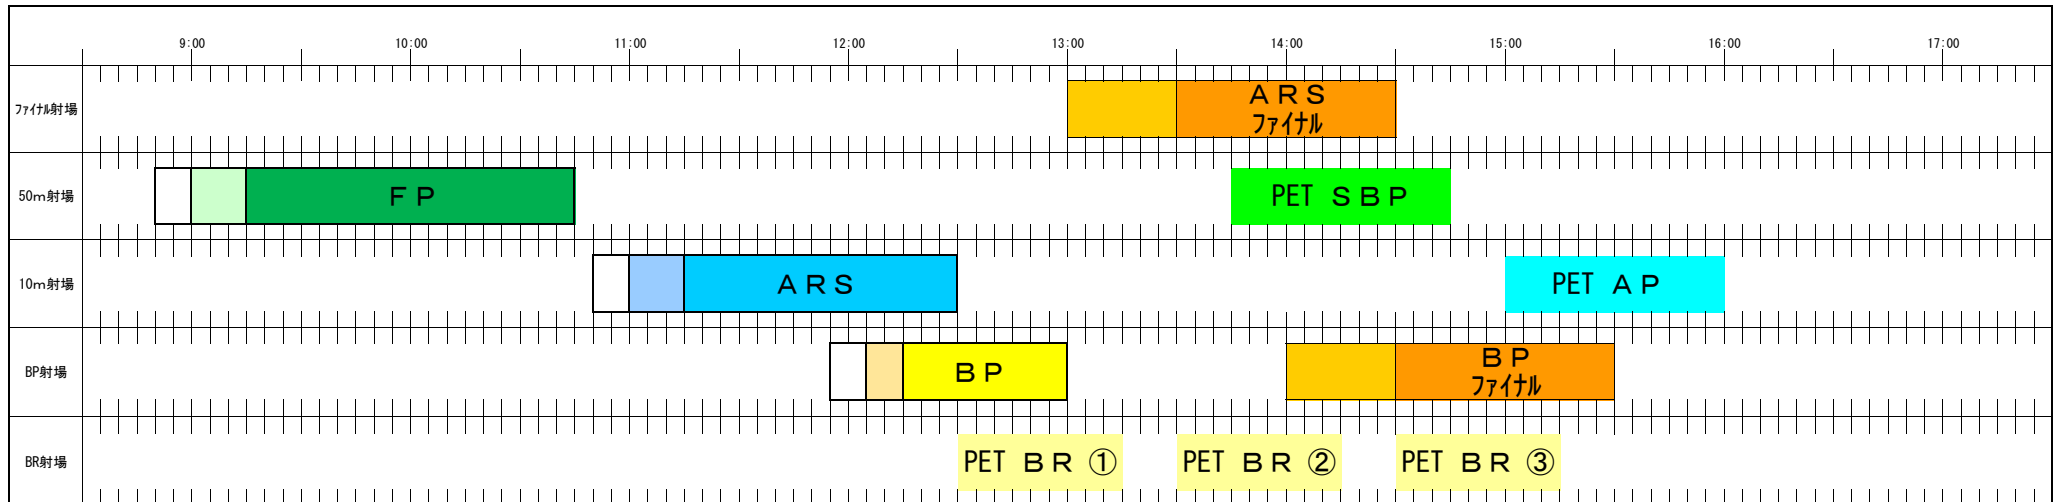 9:00 10:00 11:00 12:00 13:00 14:00 15:00 16:00 17:00
ﾌｧｲﾅﾙ射場 ＡＲＳ
ﾌｧｲﾅﾙ
50m射場 ＦＰ PET ＳＢＰ
10m射場 ＡＲＳ PET ＡＰ
BP射場 ＢＰ ＢＰ
ﾌｧｲﾅﾙ
BR射場 PET ＢＲ ① PET ＢＲ ② PET ＢＲ ③